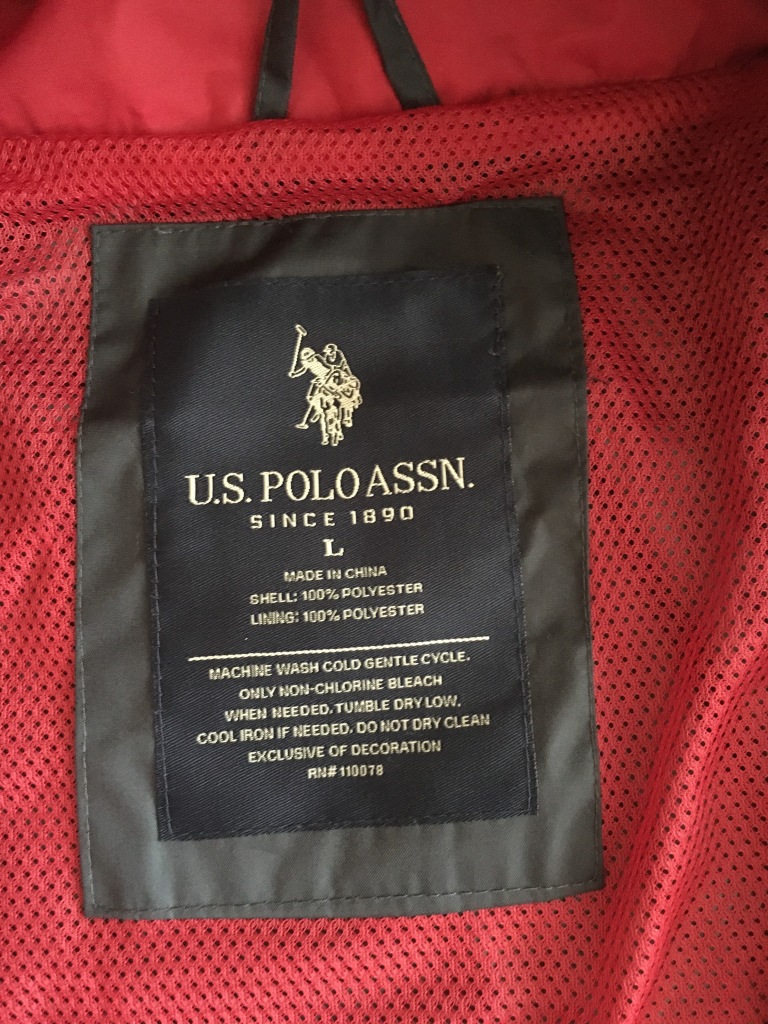 U.S. POLO ASSN.
SINCE 1890
L
MADE IN CHINA
SHELL: 100% POLYESTER
LINING: 100% POLYESTER
MACHINE WASH COLD GENTLE CYCLE.
ONLY NON-CHLORINE BLEACH
WHEN NEEDED. TUMBLE DRY LOW.
COOL IRON IF NEEDED. DO NOT DRY CLEAN
EXCLUSIVE OF DECORATION
RN# 110078